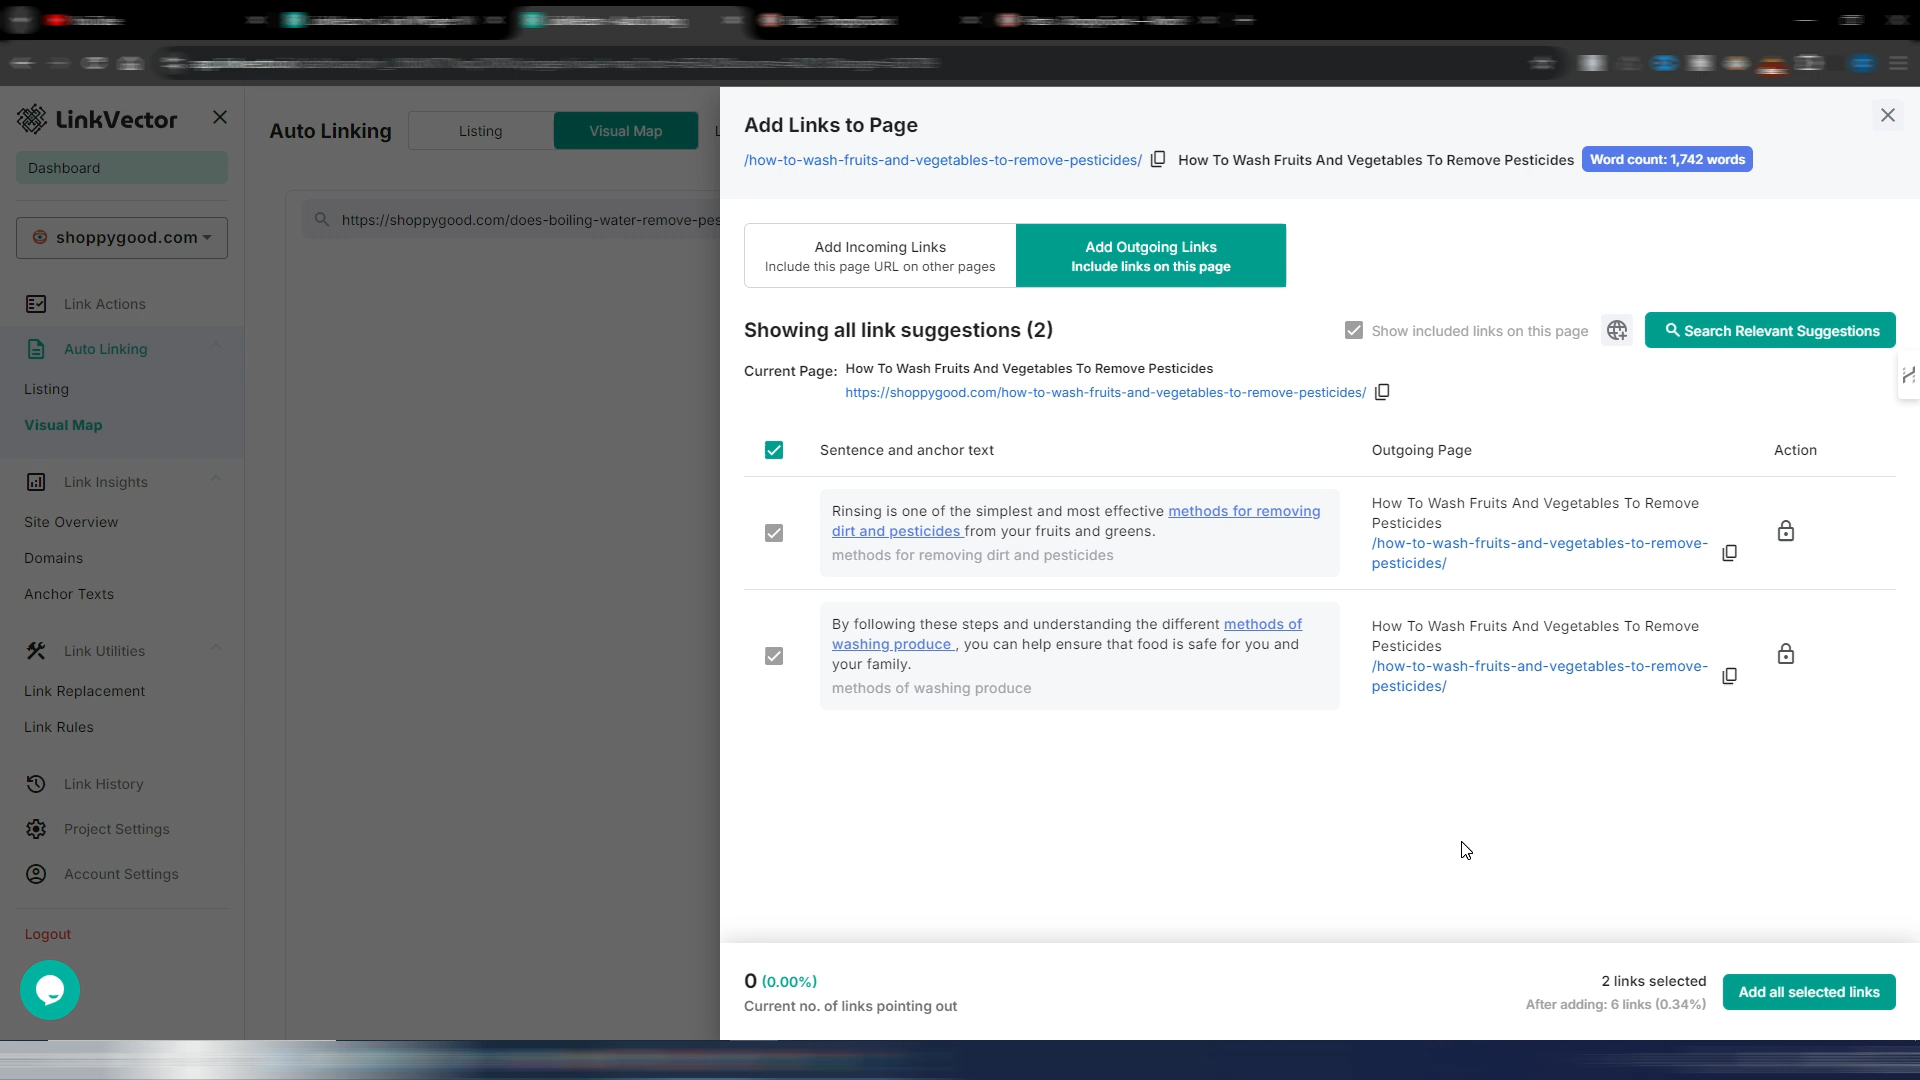 LinkVector
Dashboard
shoppygood.com
Link Actions
Auto Linking
Listing
Visual Map
Link Insights
Site Overview
Domains
Anchor Texts
Link Utilities
Link Replacement
Link Rules
Link History
Project Settings
Account Settings
Logout
Auto Linking
Listing
Visual Map
https://shoppygood.com/does-boiling-water-remove-pes
Add Links to Page
/how-to-wash-fruits-and-vegetables-to-remove-pesticides/ How To Wash Fruits And Vegetables To Remove Pesticides Word count: 1,742 words
Add Incoming Links
Include this page URL on other pages
Add Outgoing Links
Include links on this page
Showing all link suggestions (2)
Show included links on this page
Search Relevant Suggestions
Current Page: How To Wash Fruits And Vegetables To Remove Pesticides
https://shoppygood.com/how-to-wash-fruits-and-vegetables-to-remove-pesticides/
Sentence and anchor text Outgoing Page Action
Rinsing is one of the simplest and most effective methods for removing
dirt and pesticides from your fruits and greens.
methods for removing dirt and pesticides
How To Wash Fruits And Vegetables To Remove
Pesticides
/how-to-wash-fruits-and-vegetables-to-remove-
pesticides/
By following these steps and understanding the different methods of
washing produce , you can help ensure that food is safe for you and
your family.
methods of washing produce
How To Wash Fruits And Vegetables To Remove
Pesticides
/how-to-wash-fruits-and-vegetables-to-remove-
pesticides/
0 (0.00%)
Current no. of links pointing out
2 links selected
After adding: 6 links (0.34%)
Add all selected links